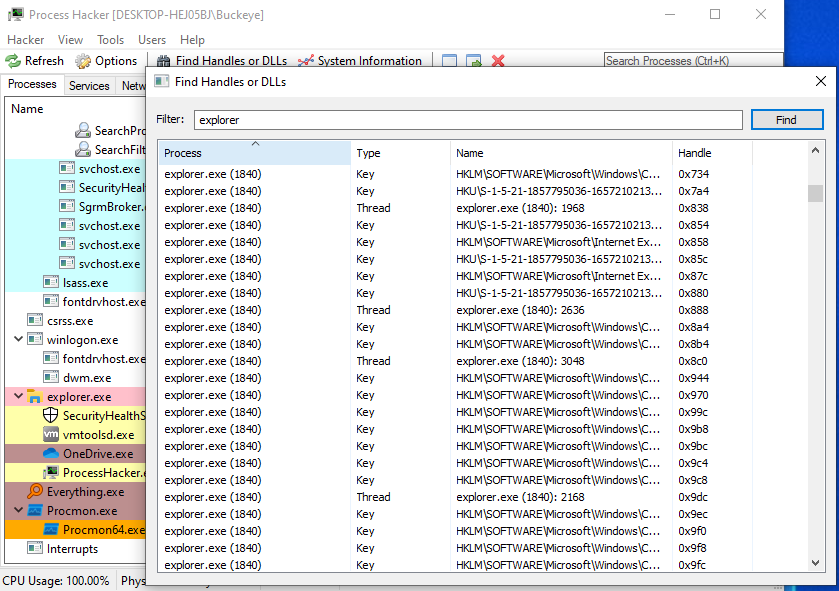 Process Hacker [DESKTOP-HEJ05BJ\Buckeye]
Hacker View Tools Users Help
Refresh Options Find Handles or DLLs System Information Search Processes (Ctrl+K)
Processes Services Netw
Find Handles or DLLs
Filter: explorer Find
Name
SearchPro
SearchFilt
svchost.exe
SecurityHealt
SgrmBroker.
svchost.exe
svchost.exe
svchost.exe
lsass.exe
fontdrvhost.exe
csrss.exe
winlogon.exe
fontdrvhost.exe
dwm.exe
explorer.exe
SecurityHealthS
vm vmtoolsd.exe
OneDrive.exe
ProcessHacker.e
Everything.exe
Procmon.exe
Procmon64.exe
Interrupts
CPU Usage: 100.00% Phys
Process Type Name Handle
explorer.exe (1840) Key HKLM\SOFTWARE\Microsoft\Windows\C... 0x734
explorer.exe (1840) Key HKU\S-1-5-21-1857795036-1657210213... 0x7a4
explorer.exe (1840) Thread explorer.exe (1840): 1968 0x838
explorer.exe (1840) Key HKU\S-1-5-21-1857795036-1657210213... 0x854
explorer.exe (1840) Key HKLM\SOFTWARE\Microsoft\Internet Ex... 0x858
explorer.exe (1840) Key HKU\S-1-5-21-1857795036-1657210213... 0x85c
explorer.exe (1840) Key HKLM\SOFTWARE\Microsoft\Internet Ex... 0x87c
explorer.exe (1840) Key HKU\S-1-5-21-1857795036-1657210213... 0x880
explorer.exe (1840) Thread explorer.exe (1840): 2636 0x888
explorer.exe (1840) Key HKLM\SOFTWARE\Microsoft\Windows\C... 0x8a4
explorer.exe (1840) Key HKLM\SOFTWARE\Microsoft\Windows\C... 0x8b4
explorer.exe (1840) Thread explorer.exe (1840): 3048 0x8c0
explorer.exe (1840) Key HKLM\SOFTWARE\Microsoft\Windows\C... 0x944
explorer.exe (1840) Key HKLM\SOFTWARE\Microsoft\Windows\C... 0x970
explorer.exe (1840) Key HKLM\SOFTWARE\Microsoft\Windows\C... 0x99c
explorer.exe (1840) Key HKLM\SOFTWARE\Microsoft\Windows\C... 0x9b8
explorer.exe (1840) Key HKLM\SOFTWARE\Microsoft\Windows\C... 0x9bc
explorer.exe (1840) Key HKLM\SOFTWARE\Microsoft\Windows\C... 0x9c4
explorer.exe (1840) Key HKLM\SOFTWARE\Microsoft\Windows\C... 0x9c8
explorer.exe (1840) Thread explorer.exe (1840): 2168 0x9dc
explorer.exe (1840) Key HKLM\SOFTWARE\Microsoft\Windows\C... 0x9ec
explorer.exe (1840) Key HKLM\SOFTWARE\Microsoft\Windows\C... 0x9f0
explorer.exe (1840) Key HKLM\SOFTWARE\Microsoft\Windows\C... 0x9f8
explorer.exe (1840) Key HKLM\SOFTWARE\Microsoft\Windows\C... 0x9fc